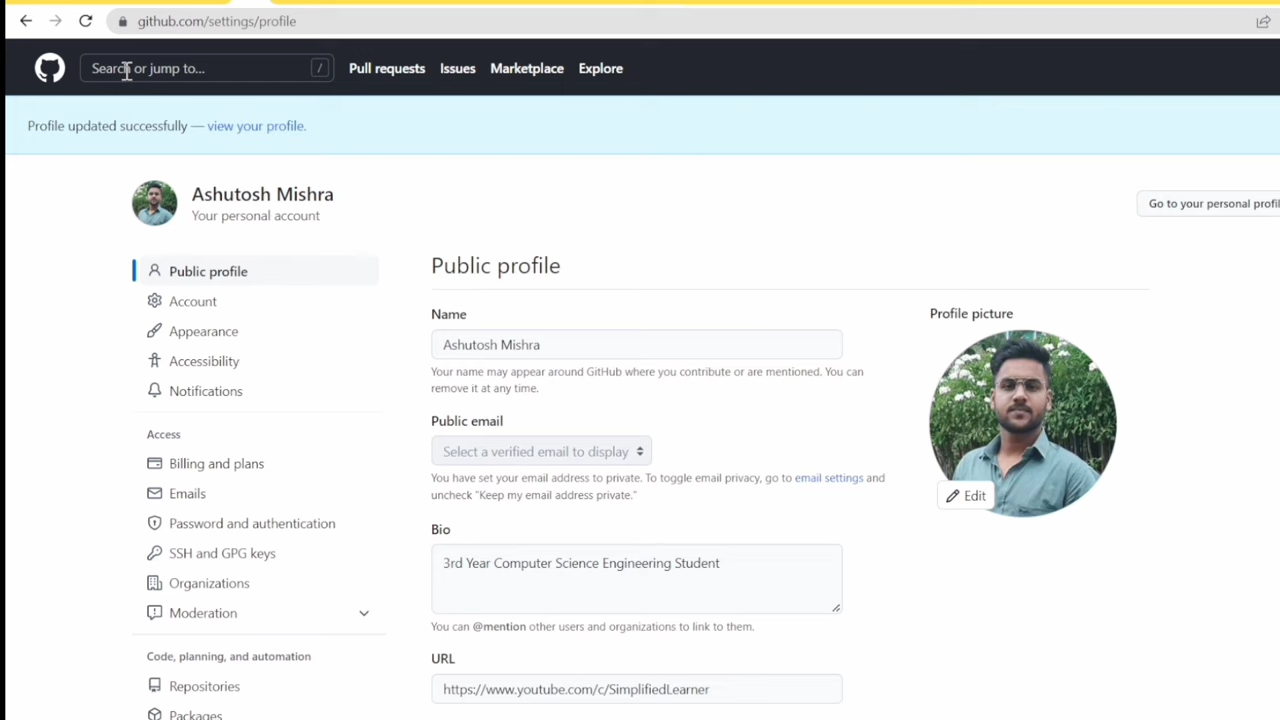 github.com/settings/profile
Search or jump to...
/
Pull requests
Issues
Marketplace
Explore
Profile updated successfully — view your profile.
Ashutosh Mishra
Your personal account
Go to your personal profil
Public profile
Account
Appearance
Accessibility
Notifications
Access
Billing and plans
Emails
Password and authentication
SSH and GPG keys
Organizations
Moderation
Code, planning, and automation
Repositories
Packages
Public profile
Name
Ashutosh Mishra
Your name may appear around GitHub where you contribute or are mentioned. You can
remove it at any time.
Public email
Select a verified email to display
You have set your email address to private. To toggle email privacy, go to email settings and
uncheck "Keep my email address private."
Bio
3rd Year Computer Science Engineering Student
You can @mention other users and organizations to link to them.
URL
https://www.youtube.com/c/SimplifiedLearner
Profile picture
Edit